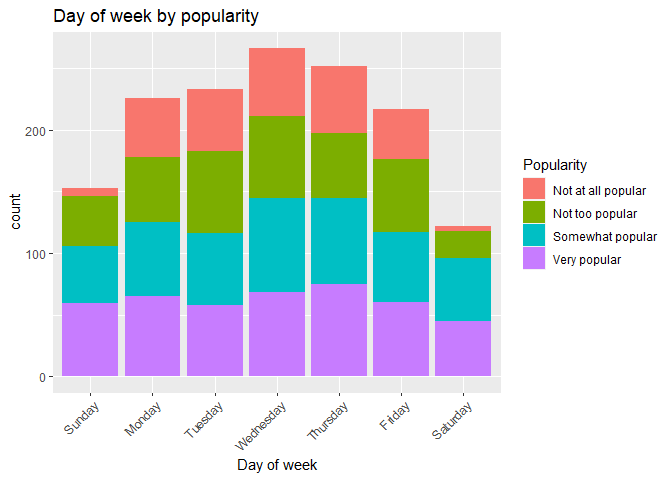 Day of week by popularity
count
200
100
0
Sunday
Monday
Tuesday
Wednesday
Thursday
Friday
Saturday
Day of week
Popularity
Not at all popular
Not too popular
Somewhat popular
Very popular